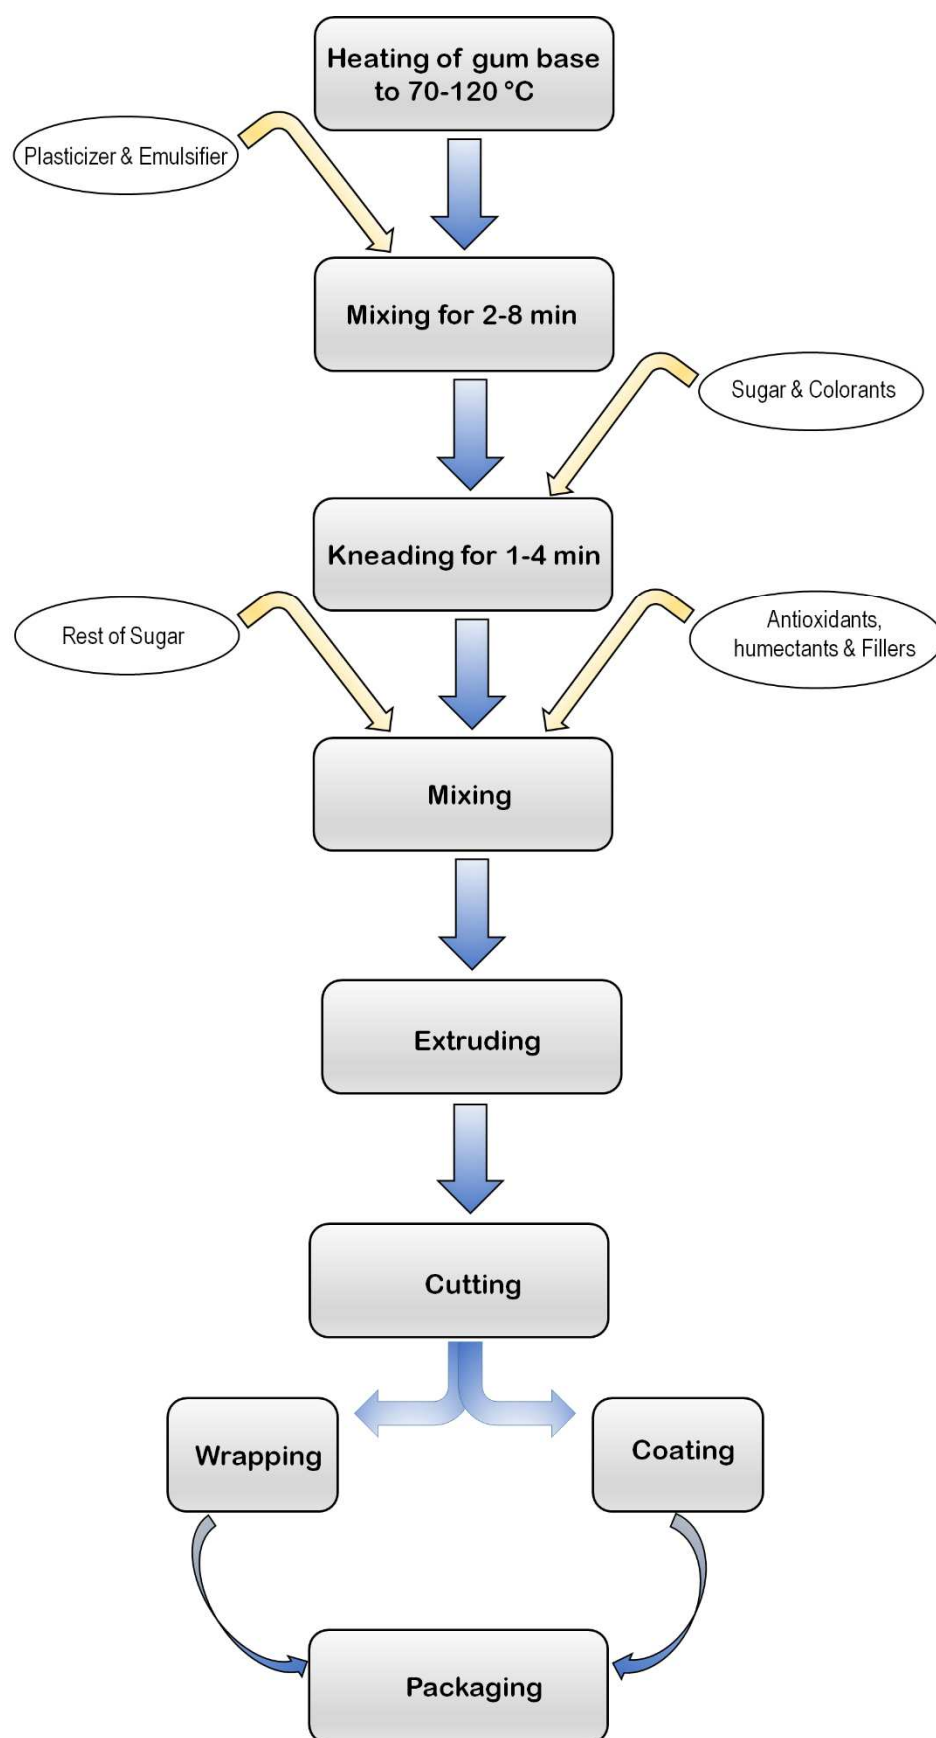 Heating of gum base
to 70-120 °C
Plasticizer & Emulsifier
Mixing for 2-8 min
Sugar & Colorants
Kneading for 1-4 min
Rest of Sugar
Antioxidants,
humectants & Fillers
Mixing
Extruding
Cutting
Wrapping
Coating
Packaging